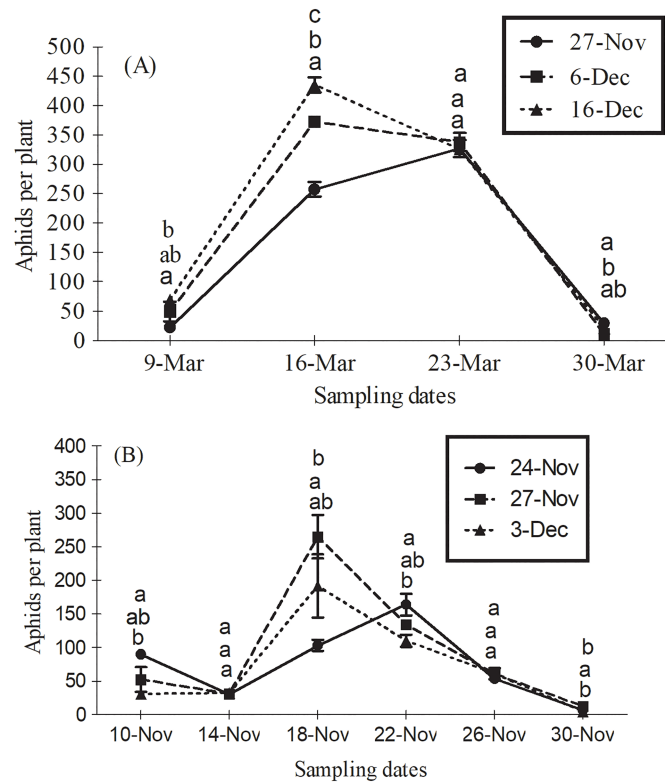 (A)
Aphids per plant
500
450
400
350
300
250
200
150
100
50
0
c
b
a
a
a
a
b
ab
a
a
b
ab
27-Nov
6-Dec
16-Dec
9-Mar 16-Mar 23-Mar 30-Mar
Sampling dates
(B)
Aphids per plant
400
350
300
250
200
150
100
50
0
a
ab
b
a
a
a
b
a
ab
a
ab
b
a
a
a
b
a
b
24-Nov
27-Nov
3-Dec
10-Nov 14-Nov 18-Nov 22-Nov 26-Nov 30-Nov
Sampling dates